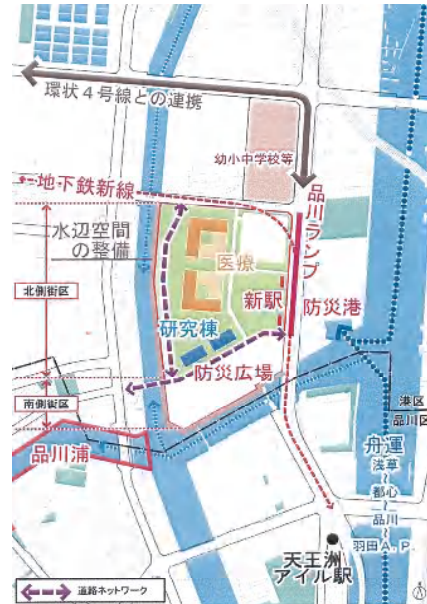 環状4号線との連携
幼小中学校等
地下鉄新線
品川ランプ
水辺空間
の整備
医療
新駅
北側街区
防災港
研究棟
防災広場
南側街区
港区
品川区
品川浦
舟運
浅草
~
都心
~
品川
~
羽田A.P.
天王洲
アイル駅
道路ネットワーク